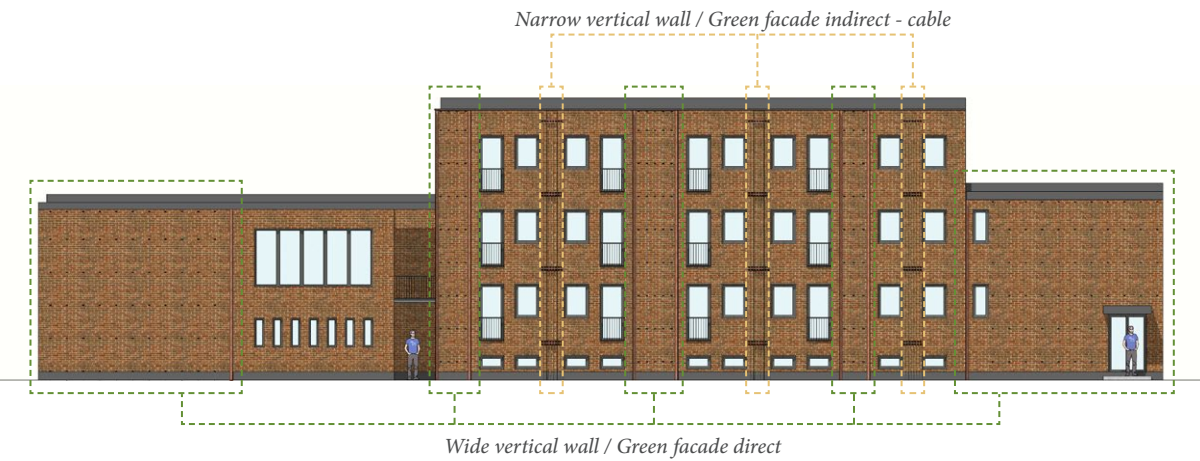 Narrow vertical wall / Green facade indirect - cable
Wide vertical wall / Green facade direct